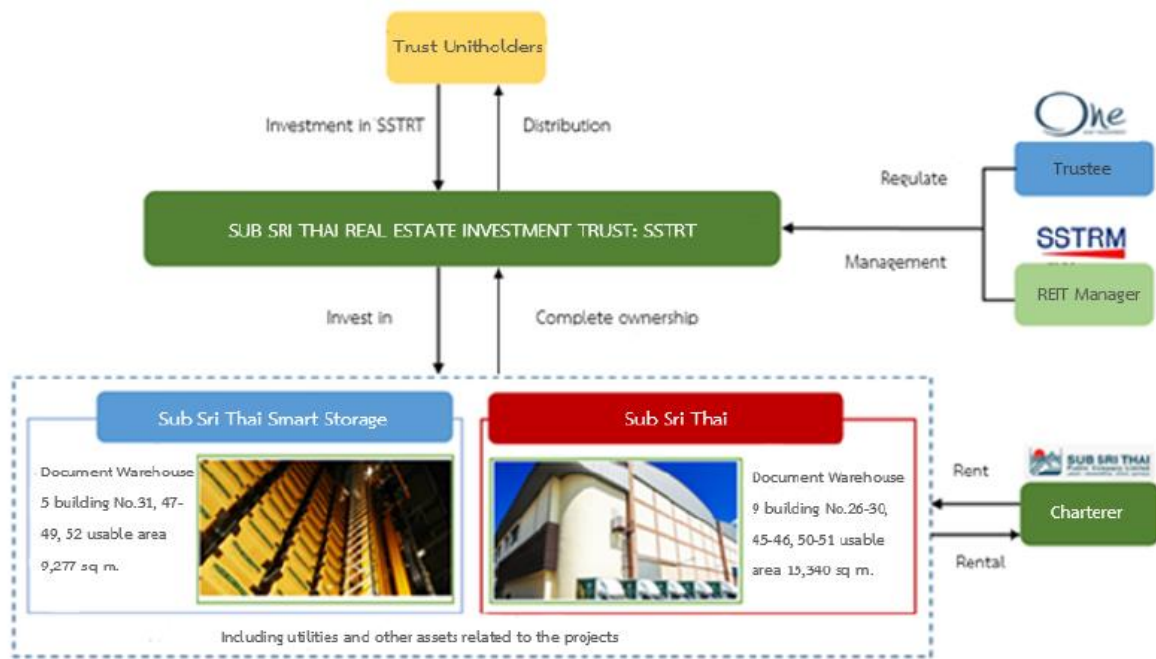 Trust Unitholders
Investment in SSTRT
Distribution
One
Trustee
Regulate
SUB SRI THAI REAL ESTATE INVESTMENT TRUST: SSTRT
SSTRM
Management
REIT Manager
Invest in
Complete ownership
Sub Sri Thai Smart Storage
Sub Sri Thai
Document Warehouse
5 building No.31, 47-
49, 52 usable area
9,277 sq m.
Document Warehouse
9 building No.26-30,
45-46, 50-51 usable
area 15,340 sq m.
Rent
SUB SRI THAI
Public Company Limited
Charterer
Rental
Including utilities and other assets related to the projects